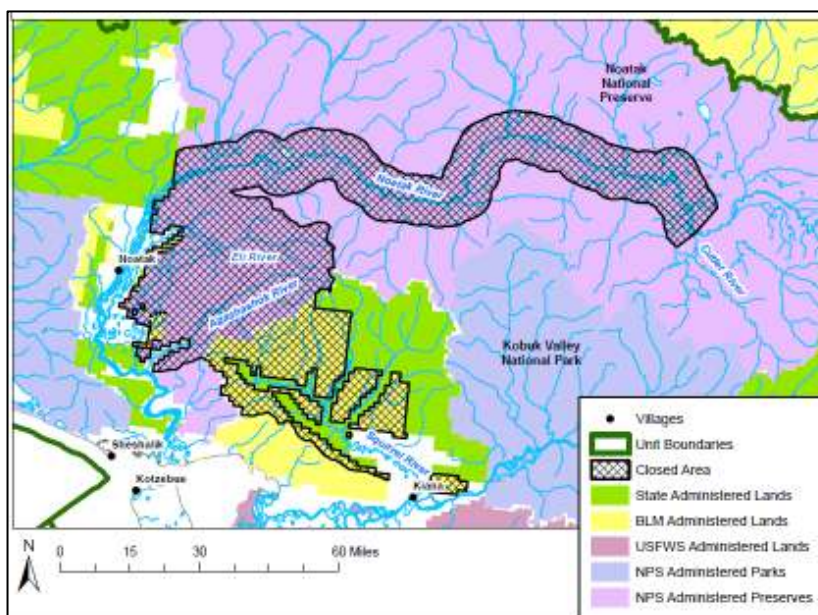 Noatak
National
Preserve
Noatak River
Noatak
Eli River
Agashashok River
Cutler River
Kobuk Valley
National Park
Squirrel River
Sheshalik
Kotzebue
Kiana
Villages
Unit Boundaries
Closed Area
State Administered Lands
BLM Administered Lands
USFWS Administered Lands
NPS Administered Parks
NPS Administered Preserves
N
0 15 30 60 Miles